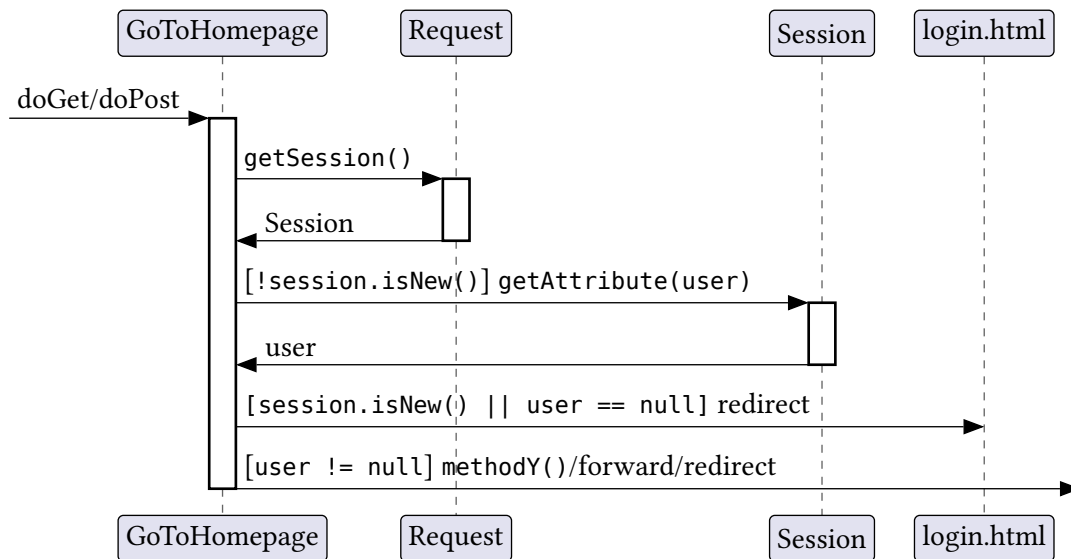 GoToHomepage Request Session login.html
doGet/doPost
getSession()
Session
[!session.isNew()] getAttribute(user)
user
[session.isNew() || user == null] redirect
[user != null] methodY()/forward/redirect
GoToHomepage Request Session login.html